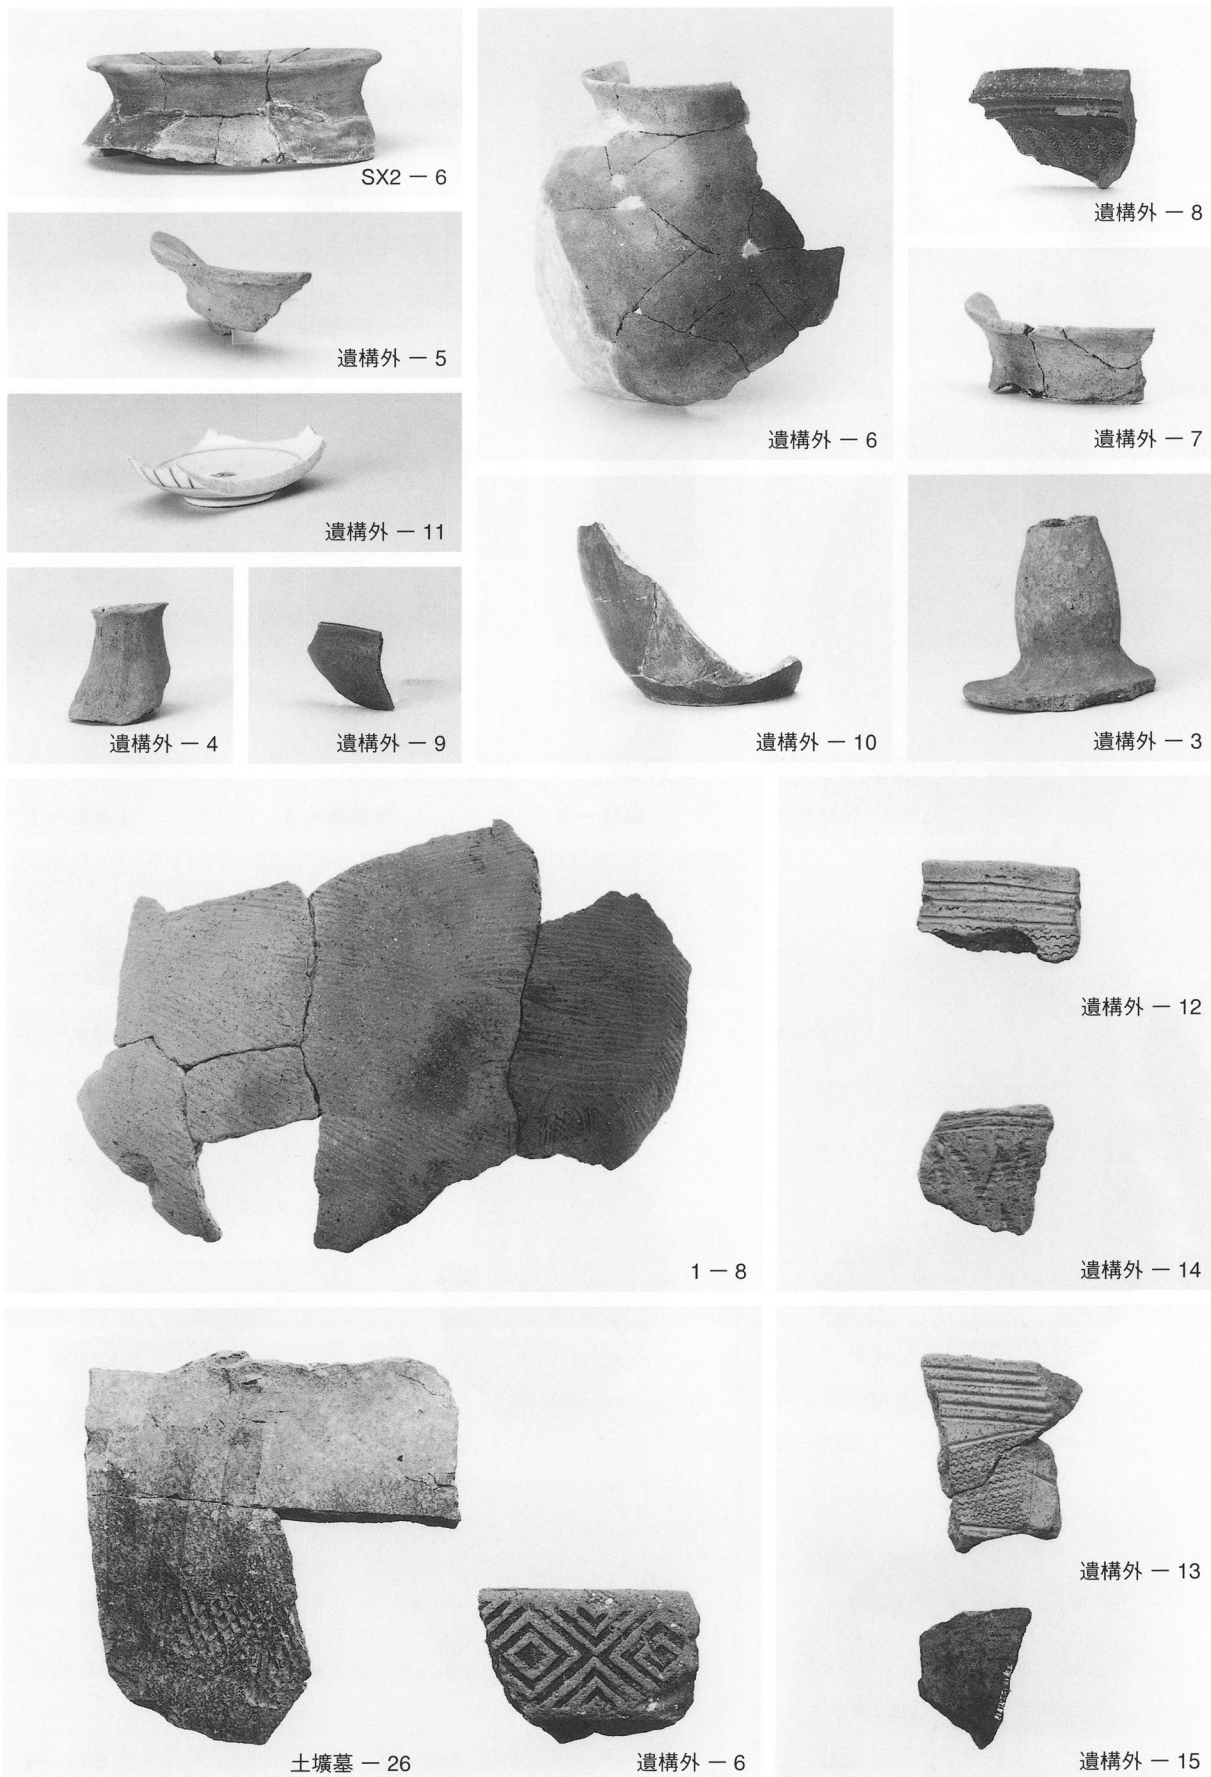 SX2 − 6
遺構外 − 5
遺構外 − 11
遺構外 − 4
遺構外 − 9
遺構外 − 6
遺構外 − 10
遺構外 − 8
遺構外 − 7
遺構外 − 3
1 − 8
遺構外 − 12
遺構外 − 14
土壙墓 − 26
遺構外 − 6
遺構外 − 13
遺構外 − 15